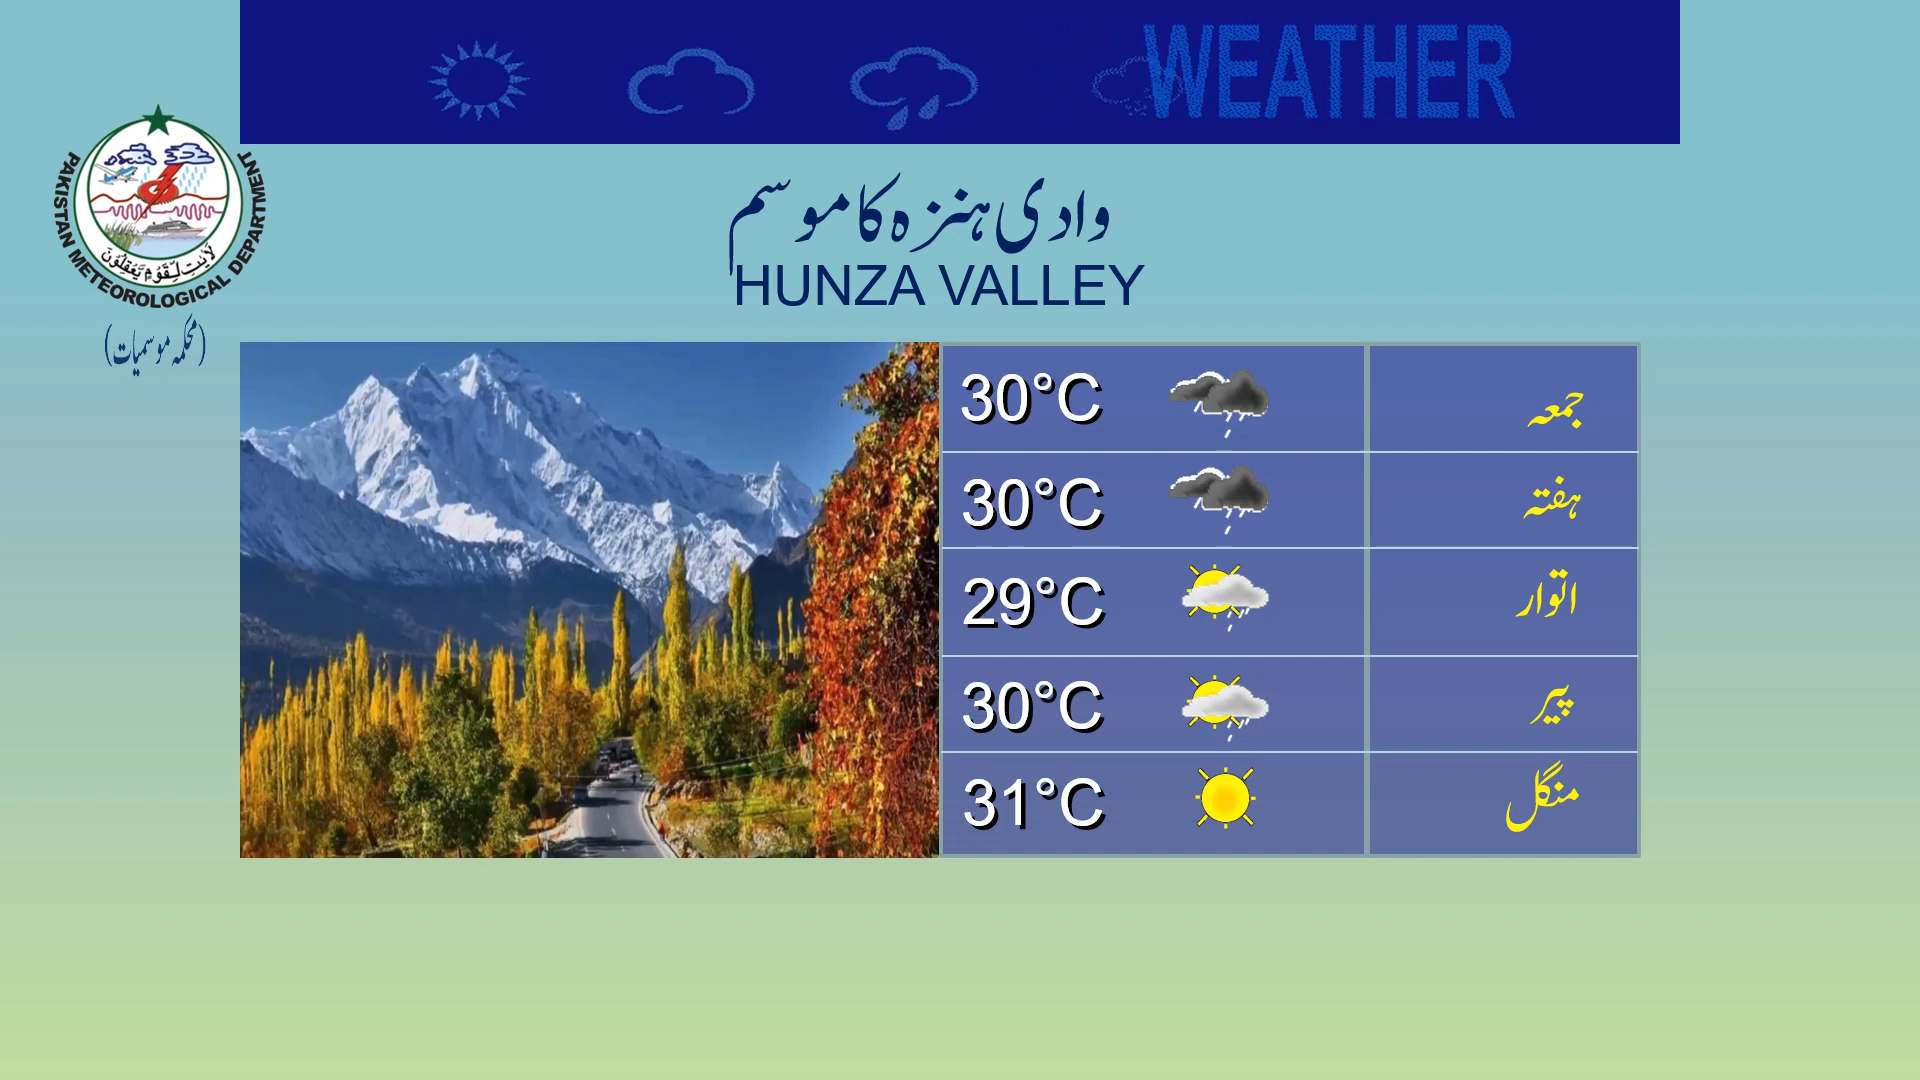 WEATHER
PAKISTAN METEOROLOGICAL DEPARTMENT
لَاٰيٰتٍ لِّقَوْمٍ يَّعْقِلُوْنَ
(محکمہ موسمیات)
وادی ہنزہ کا موسم
HUNZA VALLEY
30°C جمعہ
30°C ہفتہ
29°C اتوار
30°C پیر
31°C منگل